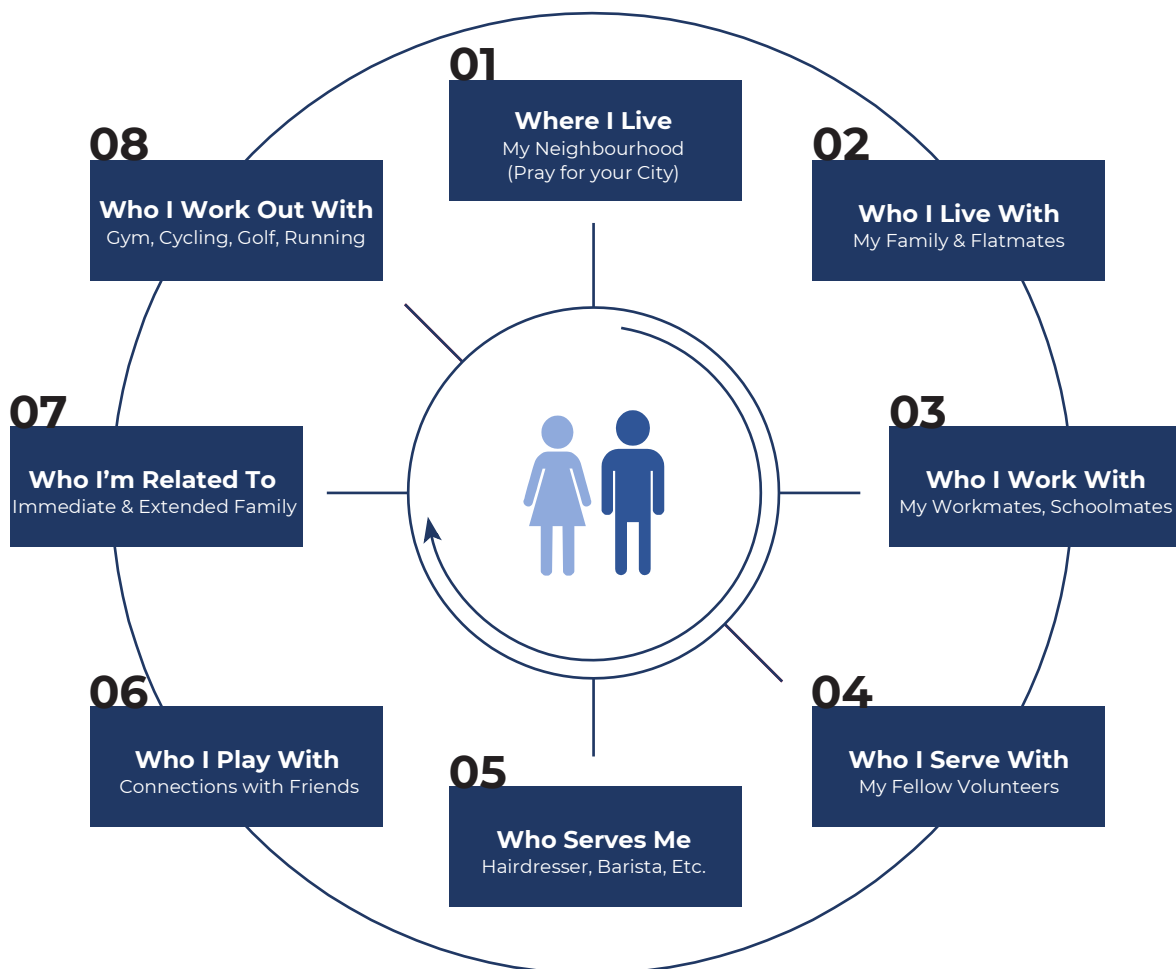 01
Where I Live
My Neighbourhood
(Pray for your City)
02
Who I Live With
My Family & Flatmates
03
Who I Work With
My Workmates, Schoolmates
04
Who I Serve With
My Fellow Volunteers
05
Who Serves Me
Hairdresser, Barista, Etc.
06
Who I Play With
Connections with Friends
07
Who I’m Related To
Immediate & Extended Family
08
Who I Work Out With
Gym, Cycling, Golf, Running